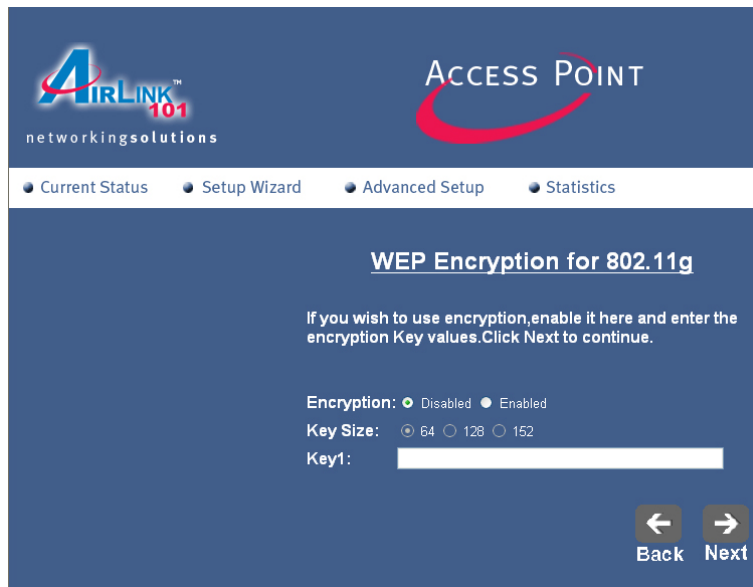 AIRLINK™
101
networkingsolutions
ACCESS POINT
Current Status Setup Wizard Advanced Setup Statistics
WEP Encryption for 802.11g
If you wish to use encryption,enable it here and enter the
encryption Key values.Click Next to continue.
Encryption: Disabled Enabled
Key Size: 64 128 152
Key1:
Back Next